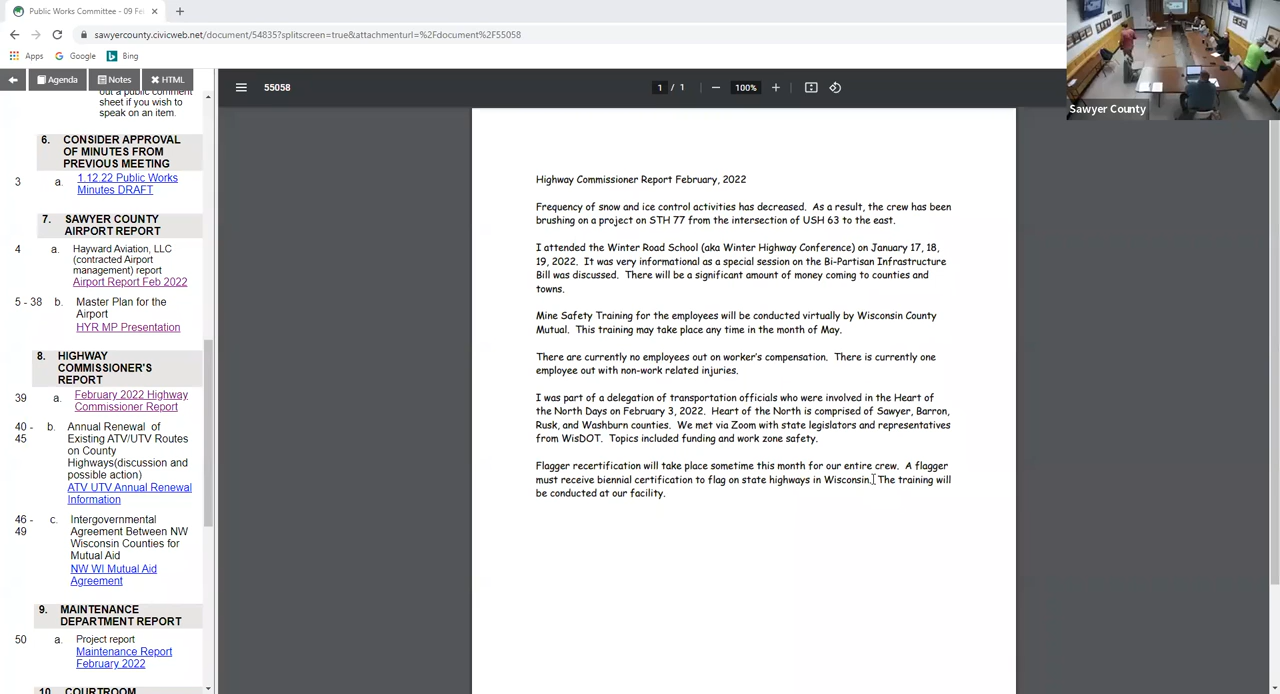 Public Works Committee - 09 Fe
sawyercounty.civicweb.net/document/54835?splitscreen=true&attachmenturl=%2Fdocument%2F55058
Apps
Google
Bing
Agenda
Notes
HTML
out a public comment
sheet if you wish to
speak on an item.
6. CONSIDER APPROVAL
OF MINUTES FROM
PREVIOUS MEETING
3 a. 1.12.22 Public Works
Minutes DRAFT
7. SAWYER COUNTY
AIRPORT REPORT
4 a. Hayward Aviation, LLC
(contracted Airport
management) report
Airport Report Feb 2022
5 - 38 b. Master Plan for the
Airport
HYR MP Presentation
8. HIGHWAY
COMMISSIONER'S
REPORT
39 a. February 2022 Highway
Commissioner Report
40 - b. Annual Renewal of
45 Existing ATV/UTV Routes
on County
Highways(discussion and
possible action)
ATV UTV Annual Renewal
Information
46 - c. Intergovernmental
49 Agreement Between NW
Wisconsin Counties for
Mutual Aid
NW WI Mutual Aid
Agreement
9. MAINTENANCE
DEPARTMENT REPORT
50 a. Project report
Maintenance Report
February 2022
10. COURTROOM
55058
1 / 1
100%
Highway Commissioner Report February, 2022
Frequency of snow and ice control activities has decreased. As a result, the crew has been
brushing on a project on STH 77 from the intersection of USH 63 to the east.
I attended the Winter Road School (aka Winter Highway Conference) on January 17, 18,
19, 2022. It was very informational as a special session on the Bi-Partisan Infrastructure
Bill was discussed. There will be a significant amount of money coming to counties and
towns.
Mine Safety Training for the employees will be conducted virtually by Wisconsin County
Mutual. This training may take place any time in the month of May.
There are currently no employees out on worker's compensation. There is currently one
employee out with non-work related injuries.
I was part of a delegation of transportation officials who were involved in the Heart of
the North Days on February 3, 2022. Heart of the North is comprised of Sawyer, Barron,
Rusk, and Washburn counties. We met via Zoom with state legislators and representatives
from WisDOT. Topics included funding and work zone safety.
Flagger recertification will take place sometime this month for our entire crew. A flagger
must receive biennial certification to flag on state highways in Wisconsin. The training will
be conducted at our facility.
Sawyer County